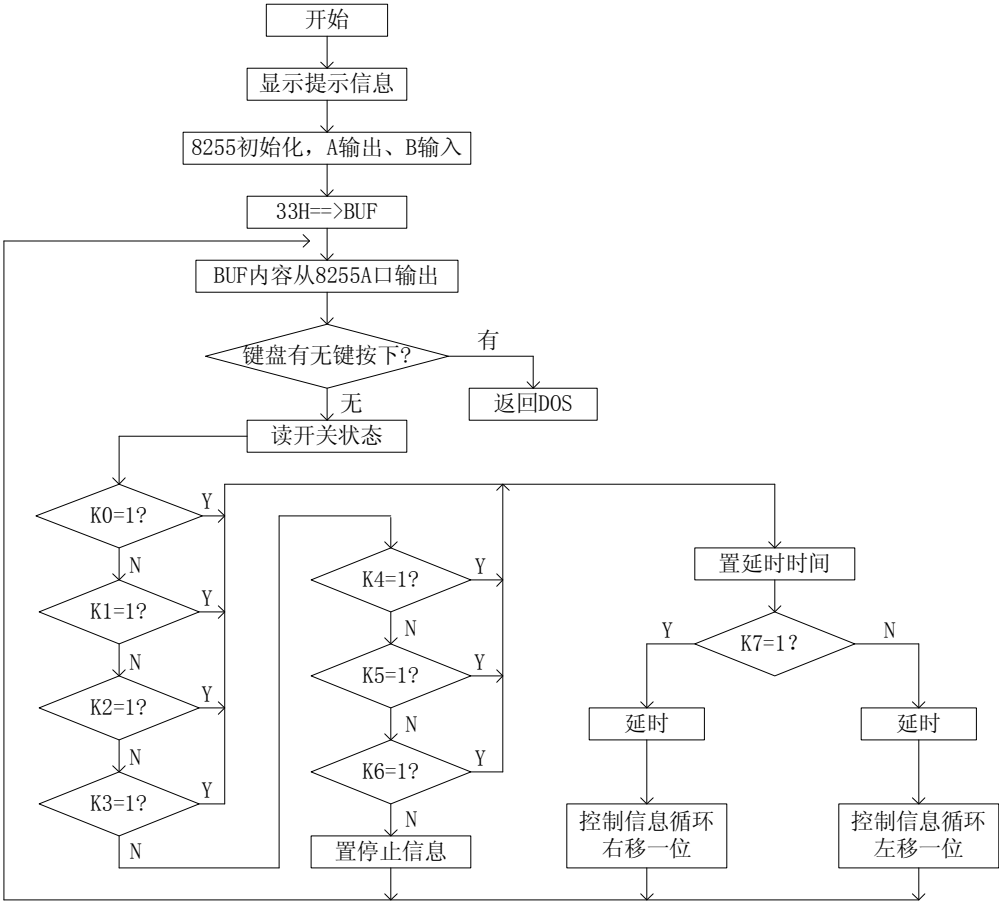 开始
显示提示信息
8255初始化，A输出、B输入
33H==>BUF
BUF内容从8255A口输出
键盘有无键按下?
有
返回DOS
无
读开关状态
K0=1?
Y
N
K1=1?
Y
N
K2=1?
Y
N
K3=1?
Y
N
K4=1?
Y
N
K5=1?
Y
N
K6=1?
Y
N
置停止信息
置延时时间
K7=1?
Y
N
延时
延时
控制信息循环
右移一位
控制信息循环
左移一位